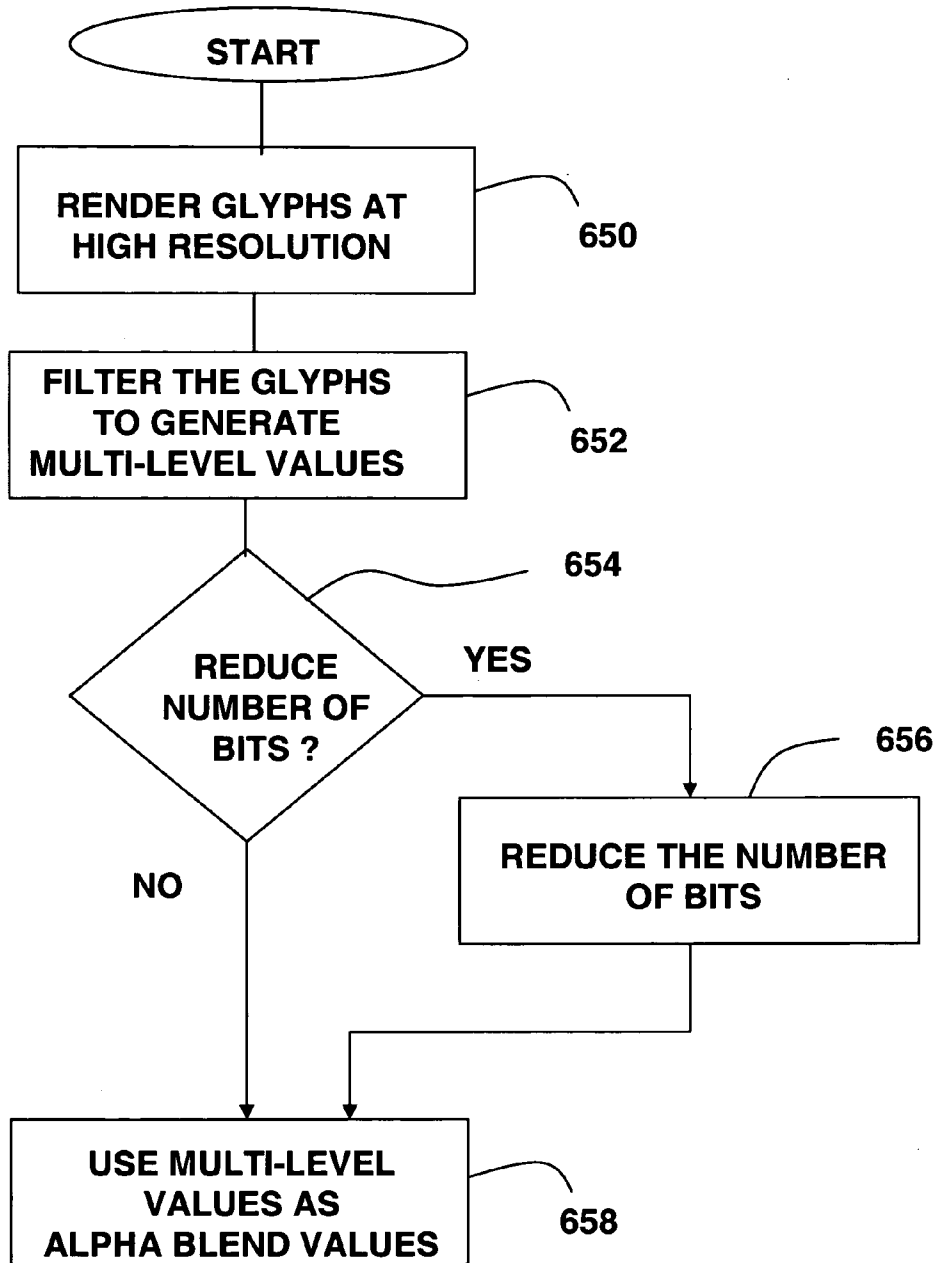 START
RENDER GLYPHS AT
HIGH RESOLUTION
650
FILTER THE GLYPHS
TO GENERATE
MULTI-LEVEL VALUES
652
654
REDUCE
NUMBER OF
BITS ?
YES
656
REDUCE THE NUMBER
OF BITS
NO
USE MULTI-LEVEL
VALUES AS
ALPHA BLEND VALUES
658